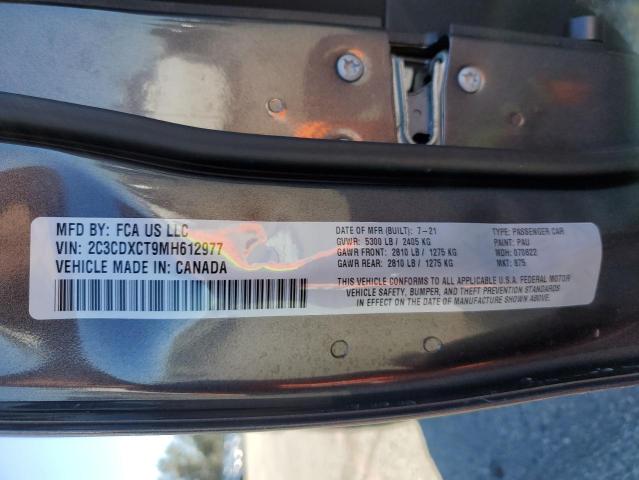 MFD BY: FCA US LLC
VIN: 2C3CDXCT9MH612977
VEHICLE MADE IN: CANADA
DATE OF MFR (BUILT): 7-21
GVWR: 5300 LB / 2405 KG
GAWR FRONT: 2810 LB / 1275 KG
GAWR REAR: 2810 LB / 1275 KG
TYPE: PASSENGER CAR
PAINT: PAU
MDH: 070822
MKT: 875
THIS VEHICLE CONFORMS TO ALL APPLICABLE U.S.A. FEDERAL MOTOR
VEHICLE SAFETY, BUMPER, AND THEFT PREVENTION STANDARDS
IN EFFECT ON THE DATE OF MANUFACTURE SHOWN ABOVE.